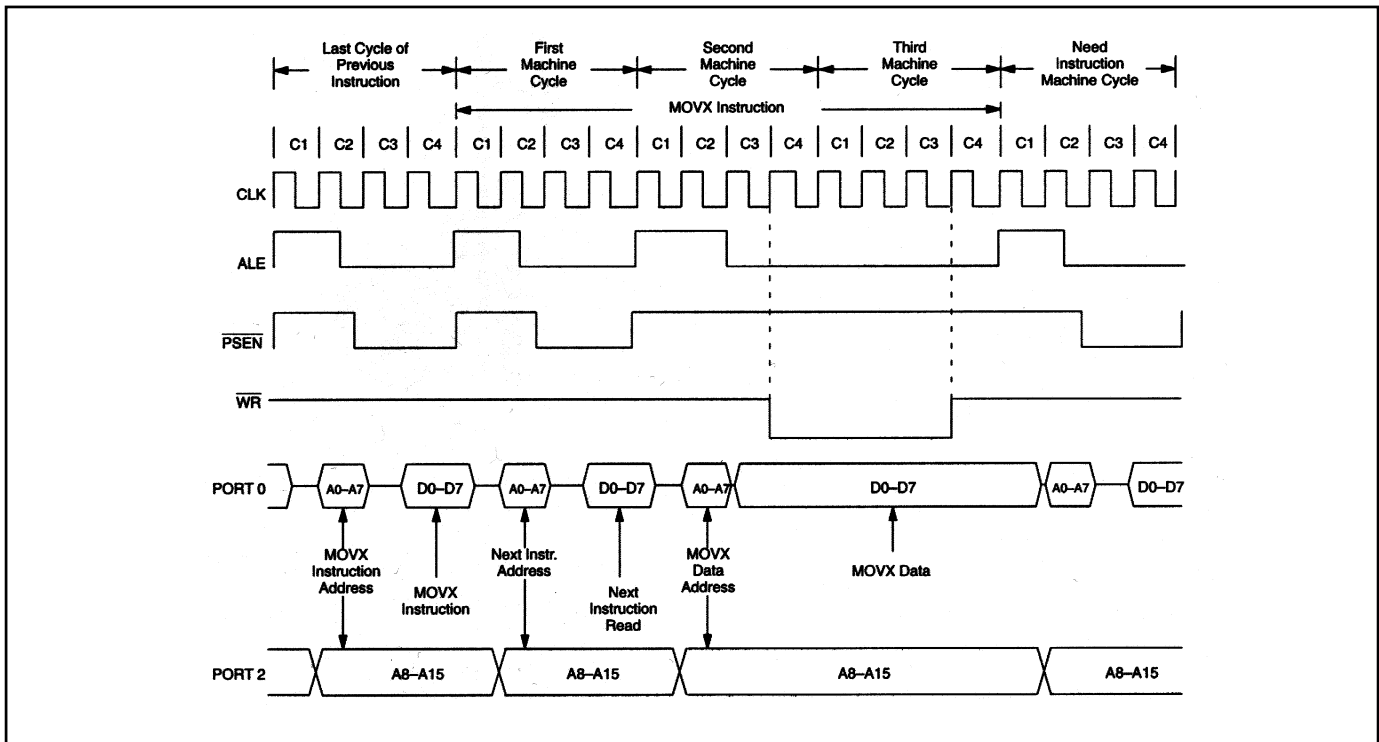 Last Cycle of
Previous
Instruction
First
Machine
Cycle
Second
Machine
Cycle
Third
Machine
Cycle
Need
Instruction
Machine Cycle
MOVX Instruction
C1 C2 C3 C4 C1 C2 C3 C4 C1 C2 C3 C4 C1 C2 C3 C4 C1 C2 C3 C4
CLK
ALE
PSEN
WR
PORT 0 A0–A7 D0–D7 A0–A7 D0–D7 A0–A7 D0–D7 A0–A7 D0–D7
MOVX
Instruction
Address
MOVX
Instruction
Next Instr.
Address
Next
Instruction
Read
MOVX
Data
Address
MOVX Data
PORT 2 A8–A15 A8–A15 A8–A15 A8–A15